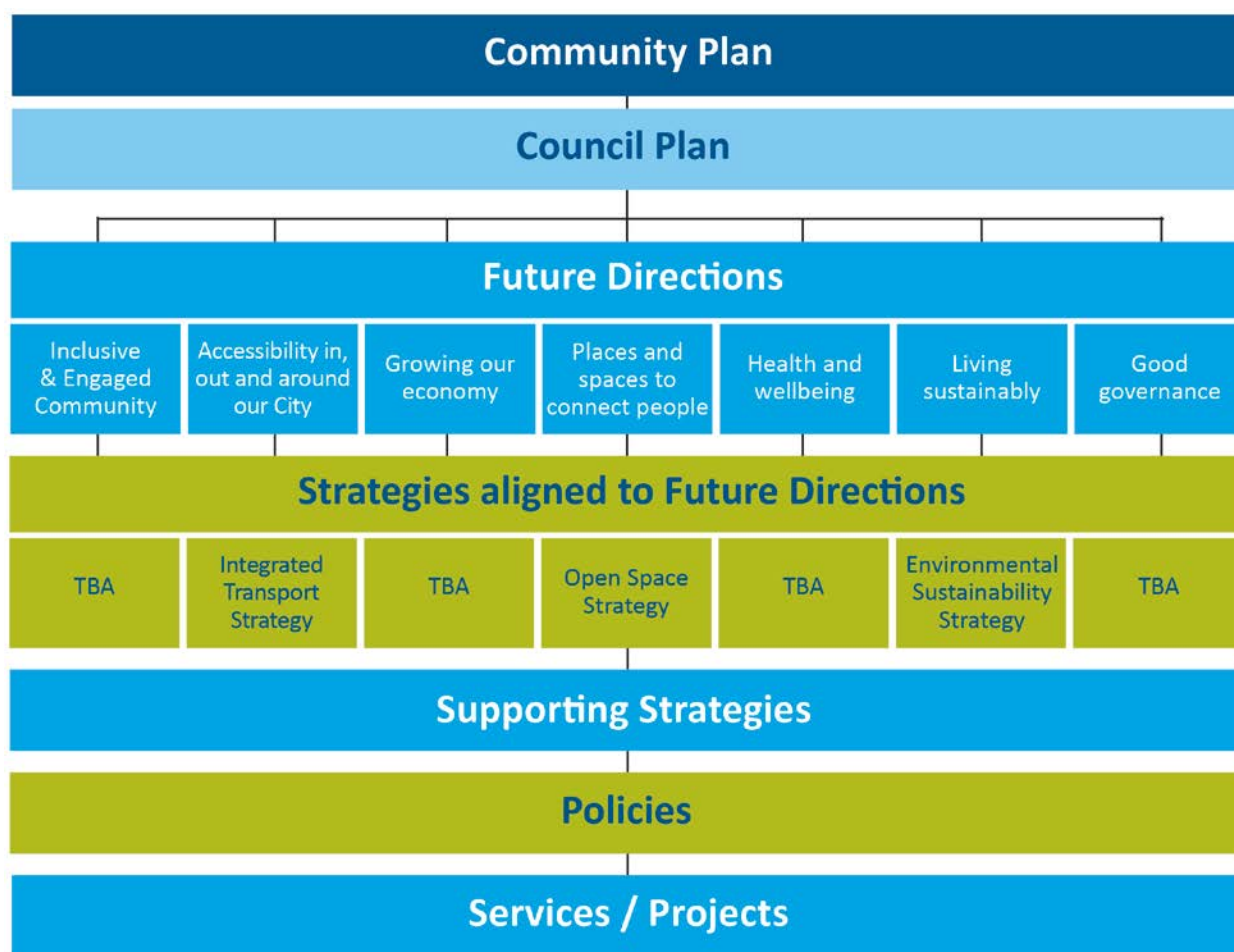 Community Plan
Council Plan
Future Directions
Inclusive
& Engaged
Community
Accessibility in,
out and around
our City
Growing our
economy
Places and
spaces to
connect people
Health and
wellbeing
Living
sustainably
Good
governance
Strategies aligned to Future Directions
TBA
Integrated
Transport
Strategy
TBA
Open Space
Strategy
TBA
Environmental
Sustainability
Strategy
TBA
Supporting Strategies
Policies
Services / Projects